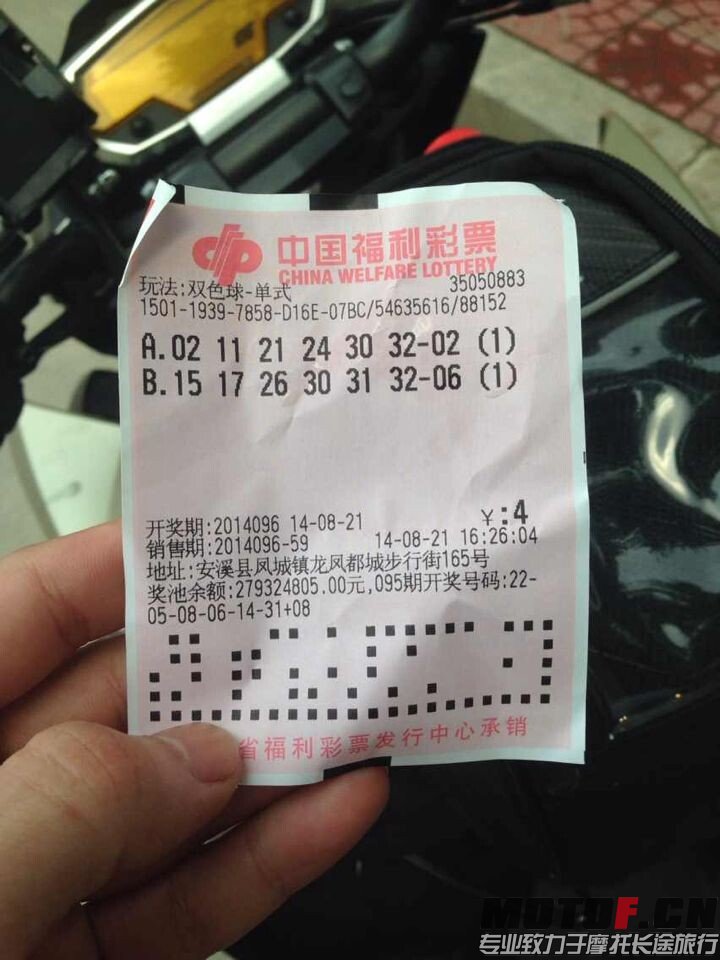 中国福利彩票
CHINA WELFARE LOTTERY
玩法:双色球-单式 35050883
1501-1939-7858-D16E-07BC/54635616/88152
A.02 11 21 24 30 32-02 (1)
B.15 17 26 30 31 32-06 (1)
开奖期:2014096 14-08-21 ¥:4
销售期:2014096-59 14-08-21 16:26:04
地址:安溪县凤城镇龙凤都城步行街165号
奖池余额:279324805.00元,095期开奖号码:22-
05-08-06-14-31+08
省福利彩票发行中心承销
MOTOF.CN
专业致力于摩托长途旅行